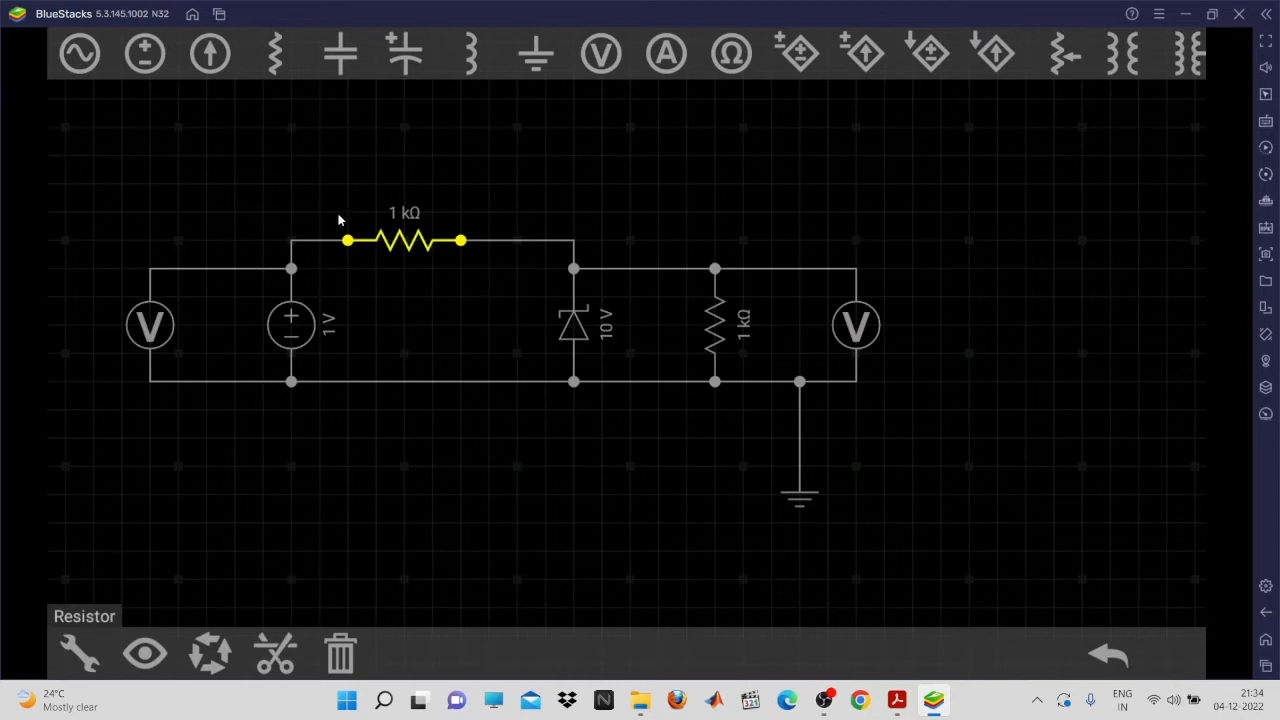 BlueStacks 5.3.145.1002 N32
V A Ω
1 kΩ
V
1 V
10 V
1 kΩ
V
Resistor
24°C
Mostly clear
N
321
ENG
IN
21:34
04-12-2022